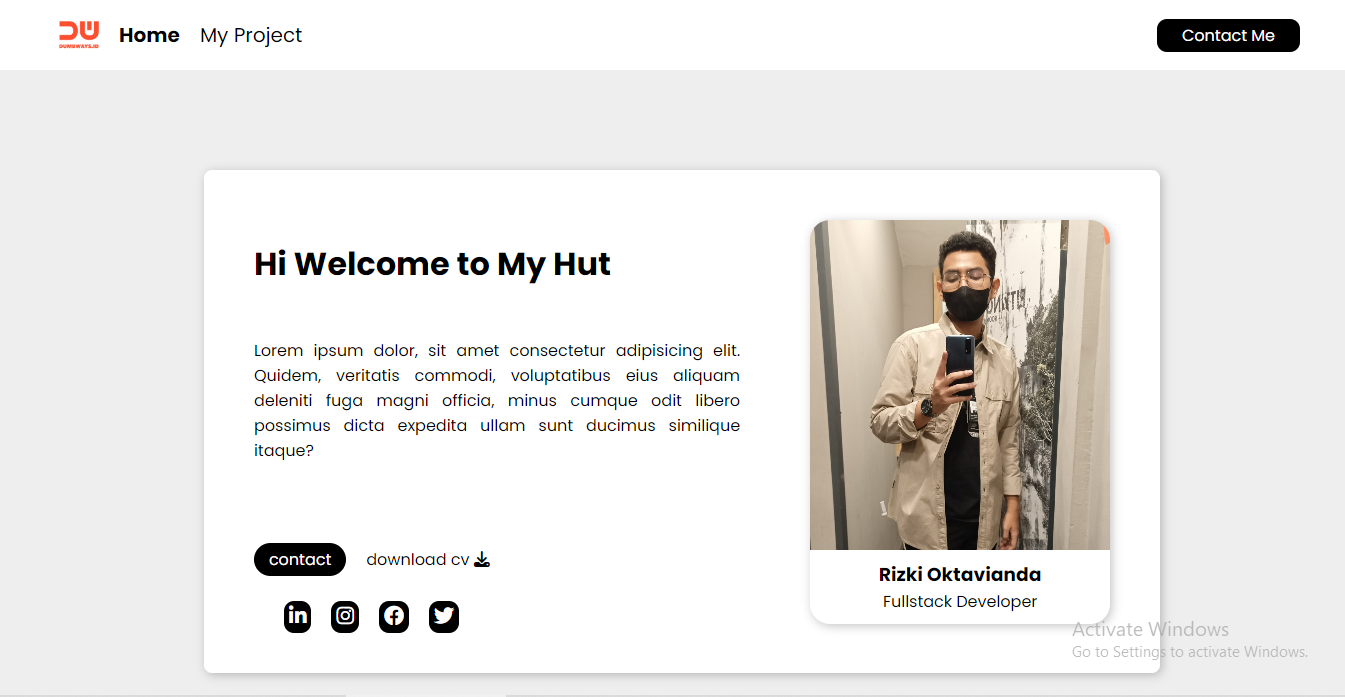 DUMBWAYS.ID
Home My Project
Contact Me
Hi Welcome to My Hut
Lorem ipsum dolor, sit amet consectetur adipisicing elit.
Quidem, veritatis commodi, voluptatibus eius aliquam
deleniti fuga magni officia, minus cumque odit libero
possimus dicta expedita ullam sunt ducimus similique
itaque?
contact download cv
Rizki Oktavianda
Fullstack Developer
Activate Windows
Go to Settings to activate Windows.